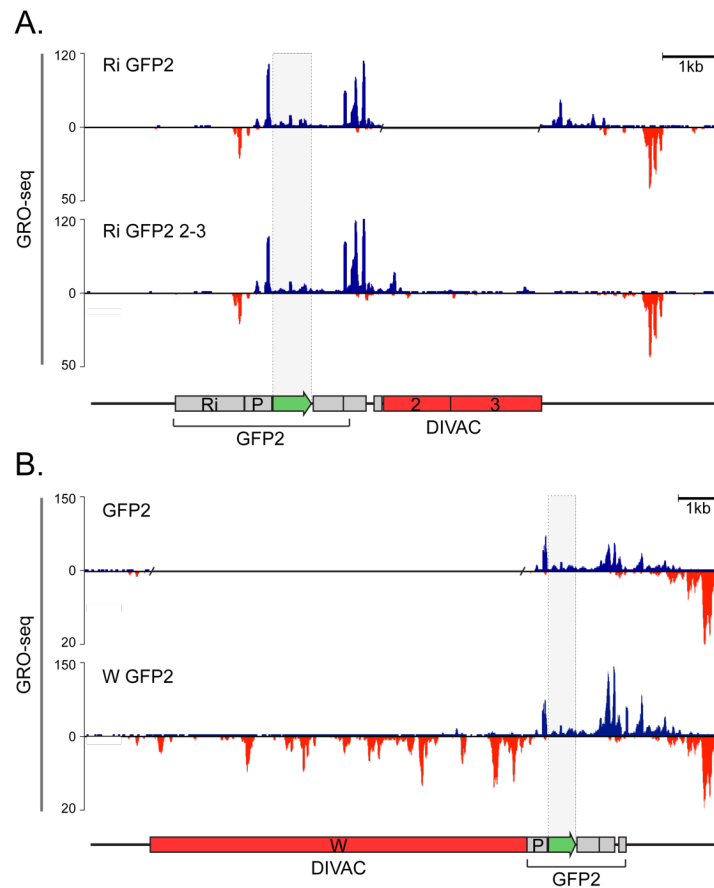 A.
GRO-seq
120
Ri GFP2
1kb
0
50
120
Ri GFP2 2-3
0
50
Ri P 2 3
GFP2 DIVAC
B.
GRO-seq
150
GFP2
1kb
0
20
150
W GFP2
0
20
W P
DIVAC GFP2